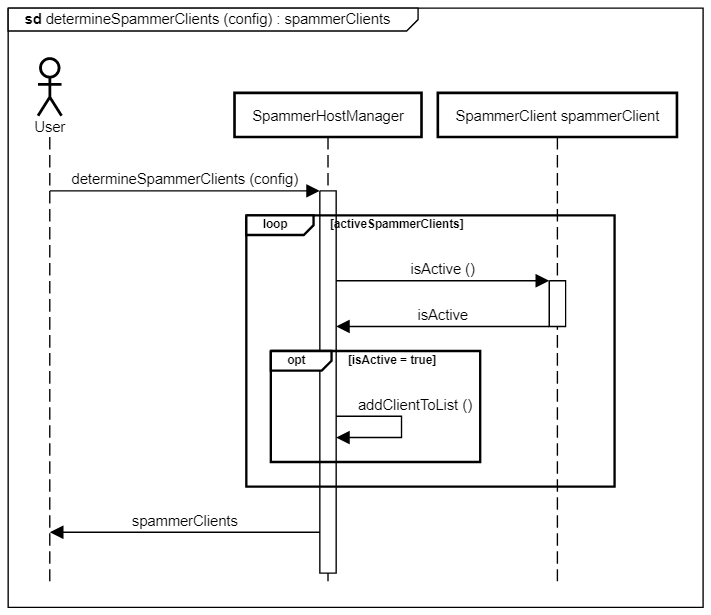 sd determineSpammerClients (config) : spammerClients
User
SpammerHostManager
SpammerClient spammerClient
determineSpammerClients (config)
loop
[activeSpammerClients]
isActive ()
isActive
opt
[isActive = true]
addClientToList ()
spammerClients